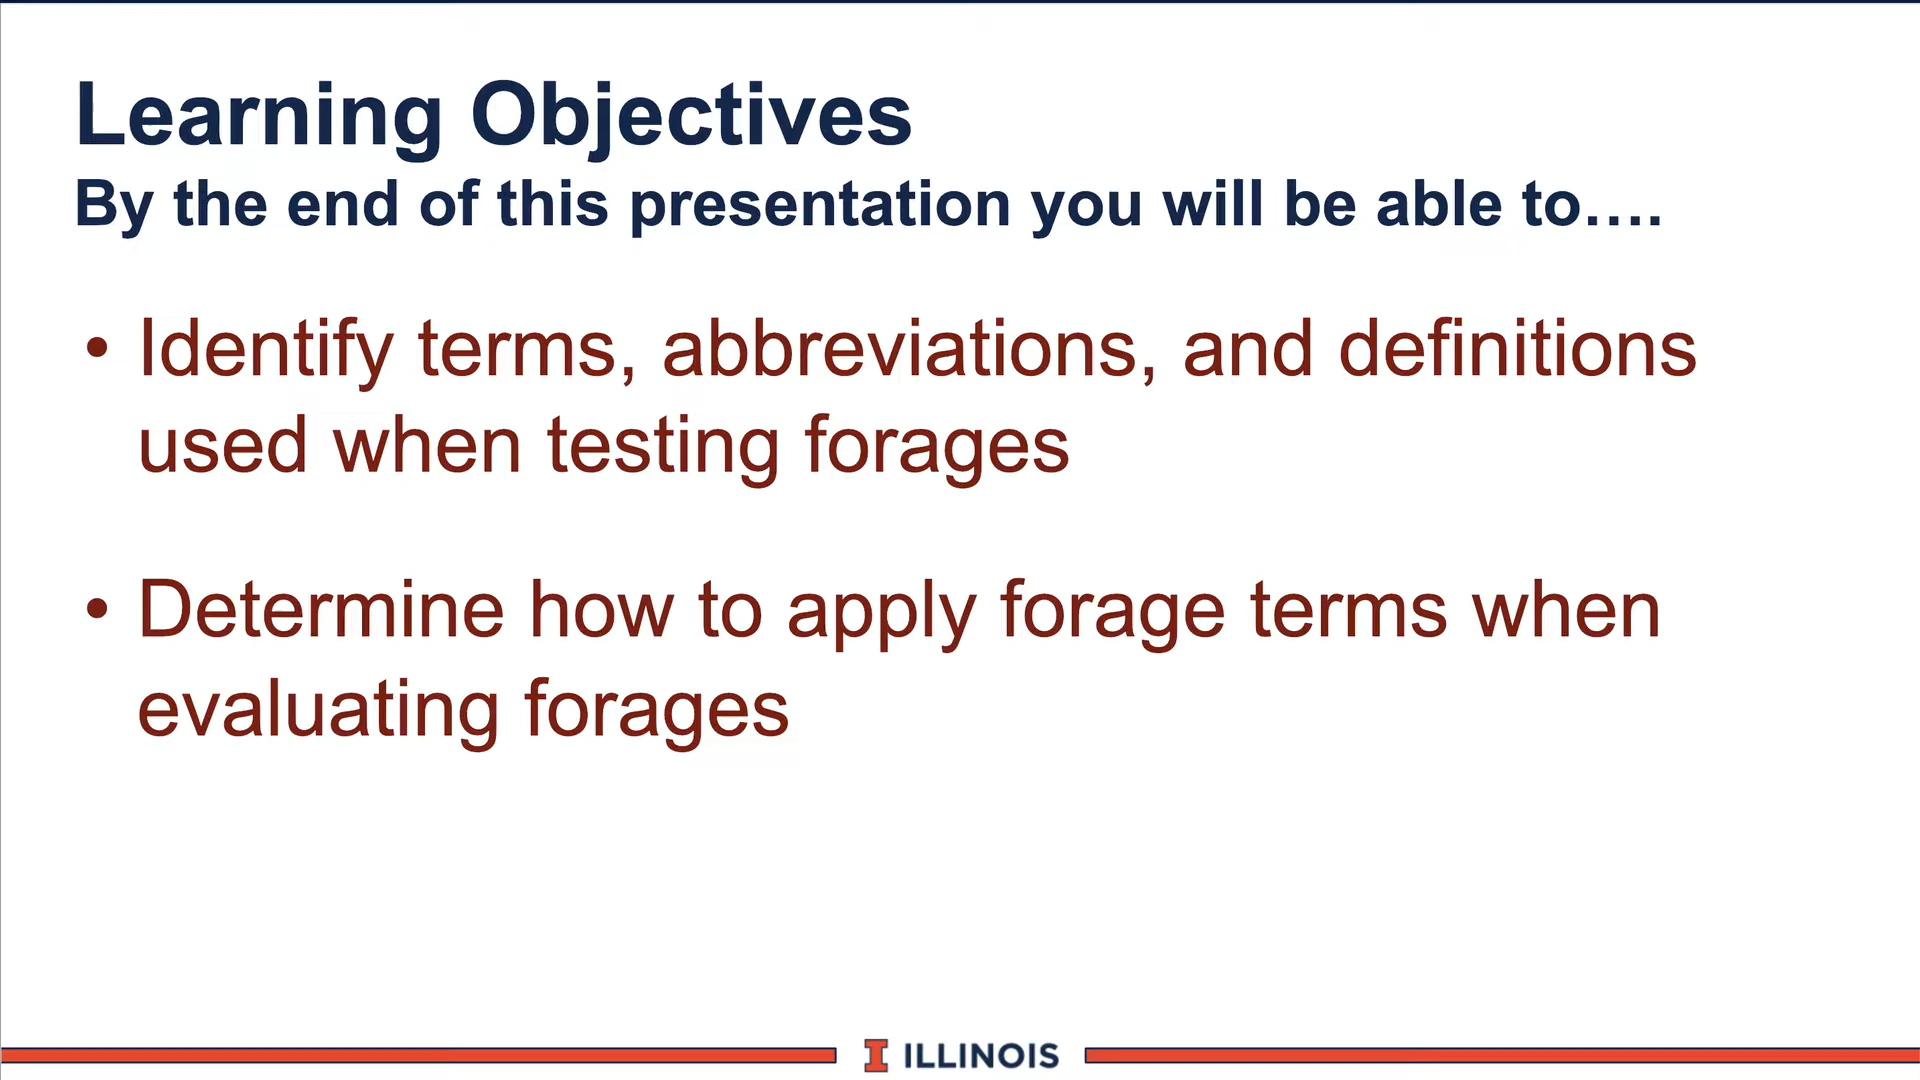 Learning Objectives
By the end of this presentation you will be able to....
• Identify terms, abbreviations, and definitions
used when testing forages
• Determine how to apply forage terms when
evaluating forages
I ILLINOIS